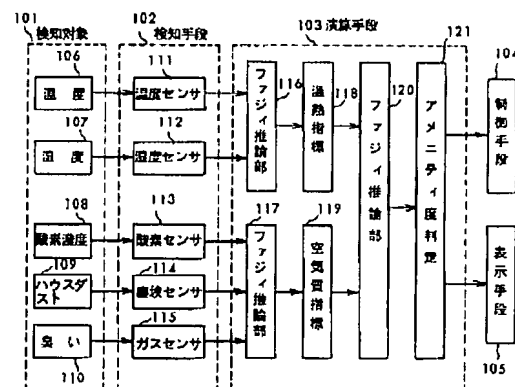 101
検知対象
102
検知手段
103 演算手段
121
106
温度
111
温度センサ
107
湿度
112
湿度センサ
108
酸素濃度
113
酸素センサ
109
ハウスダスト
114
塵埃センサ
臭い
110
115
ガスセンサ
ファジィ推論部
116
温熱指標
118
ファジィ推論部
120
アメニティ度判定
104
制御手段
117
ファジィ推論部
119
空気質指標
表示手段
105